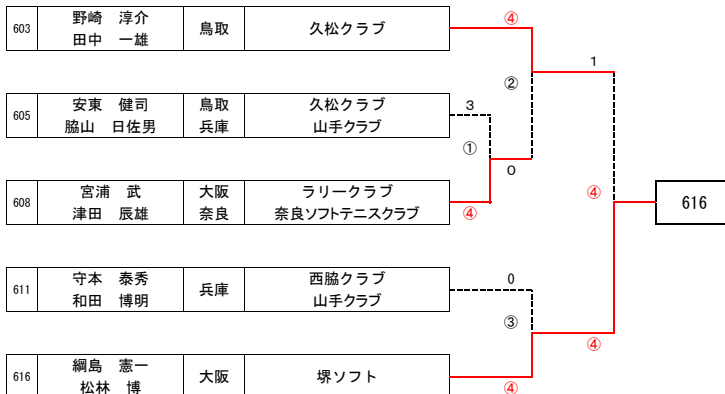 603 野崎　淳介 鳥取 久松クラブ
田中　一雄
④
②
1
605 安東　健司 鳥取 久松クラブ
脇山　日佐男 兵庫 山手クラブ
3
①
0
608 宮浦　武 大阪 ラリークラブ
津田　辰雄 奈良 奈良ソフトテニスクラブ
④
④
616
611 守本　泰秀 兵庫 西脇クラブ
和田　博明 山手クラブ
0
③
④
616 綱島　憲一 大阪 堺ソフト
松林　博
④